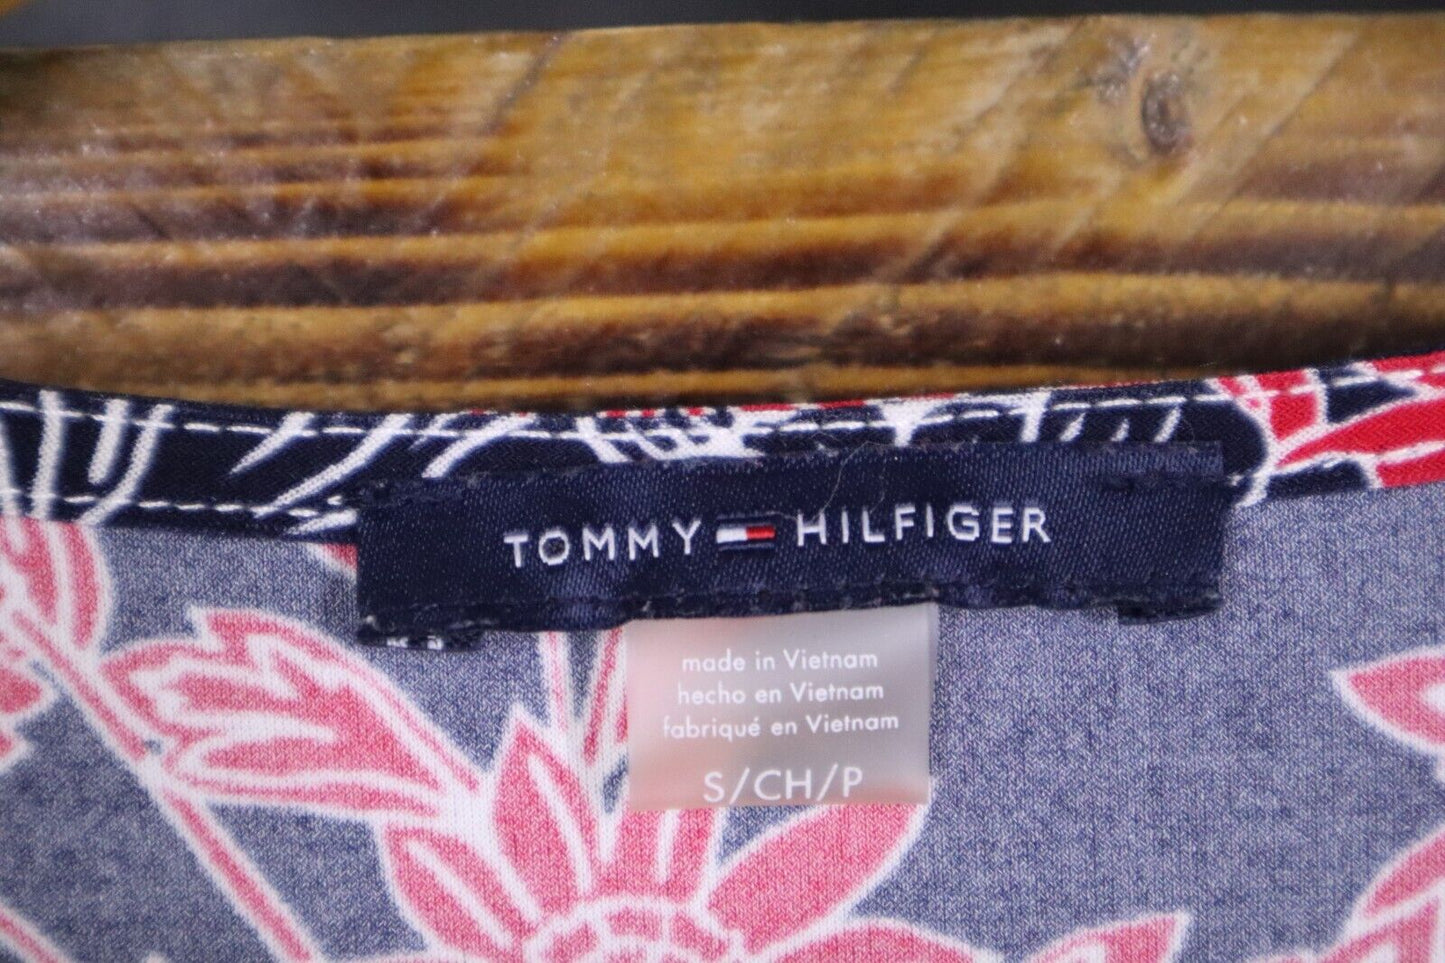 TOMMY HILFIGER
made in Vietnam
hecho en Vietnam
fabriqué en Vietnam
S/CH/P